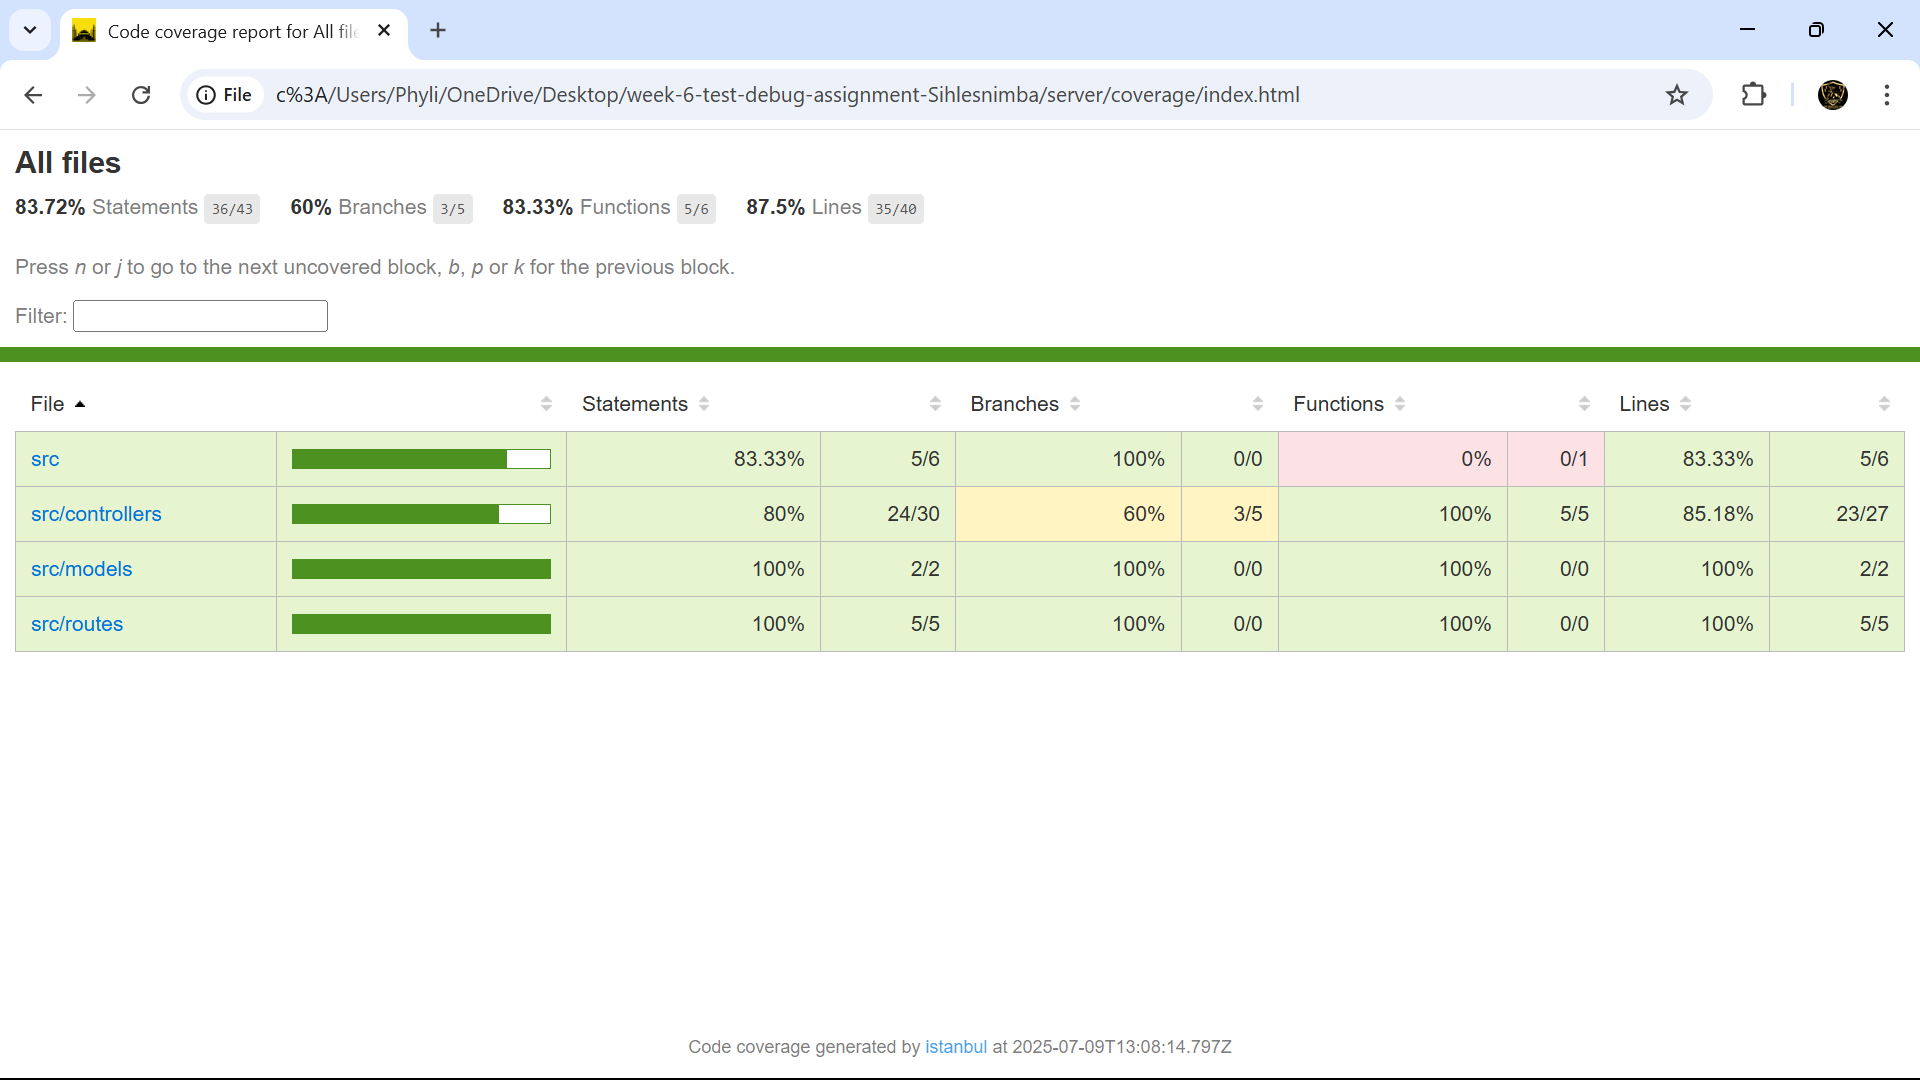 Code coverage report for All file
File c%3A/Users/Phyli/OneDrive/Desktop/week-6-test-debug-assignment-Sihlesnimba/server/coverage/index.html
All files
83.72% Statements 36/43 60% Branches 3/5 83.33% Functions 5/6 87.5% Lines 35/40
Press n or j to go to the next uncovered block, b, p or k for the previous block.
Filter:
File Statements Branches Functions Lines
src 83.33% 5/6 100% 0/0 0% 0/1 83.33% 5/6
src/controllers 80% 24/30 60% 3/5 100% 5/5 85.18% 23/27
src/models 100% 2/2 100% 0/0 100% 0/0 100% 2/2
src/routes 100% 5/5 100% 0/0 100% 0/0 100% 5/5
Code coverage generated by istanbul at 2025-07-09T13:08:14.797Z